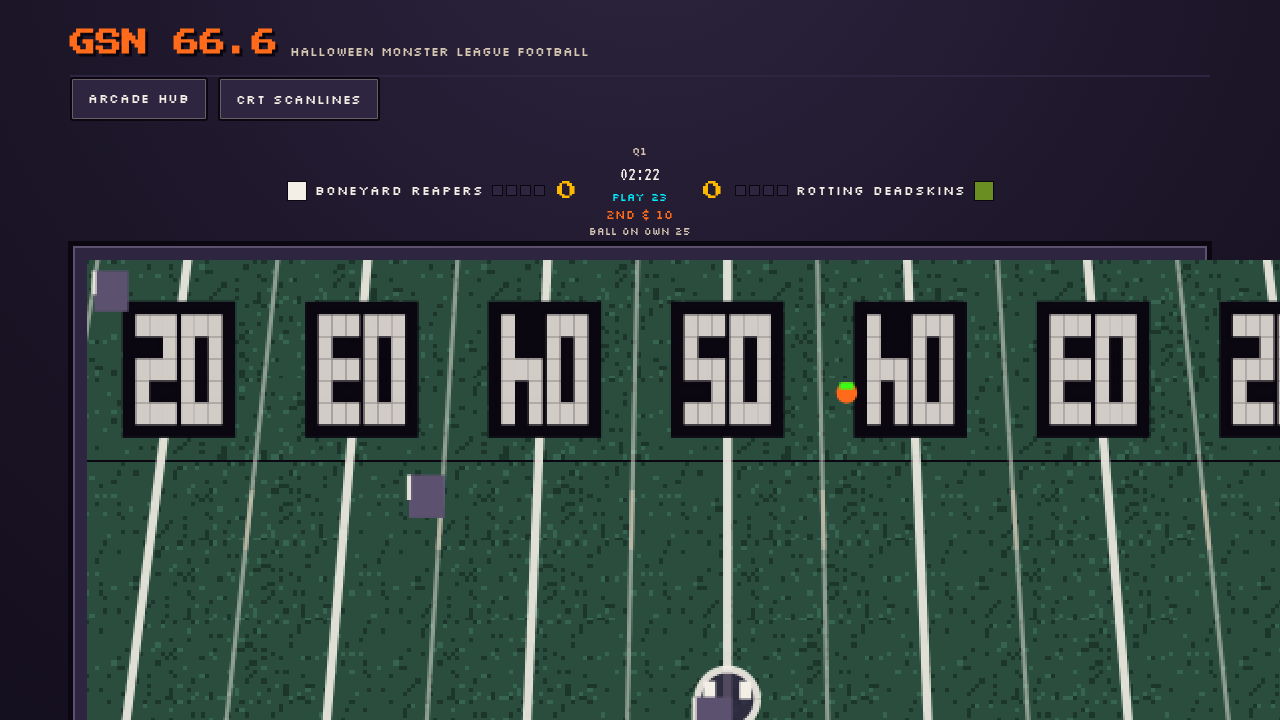 GSN 66.6
HALLOWEEN MONSTER LEAGUE FOOTBALL
ARCADE HUB
CRT SCANLINES
Q1
02:22
BONEYARD REAPERS 0
0 ROTTING DEADSKINS
PLAY 23
2ND & 10
BALL ON OWN 25
20 30 40 50 40 30 2